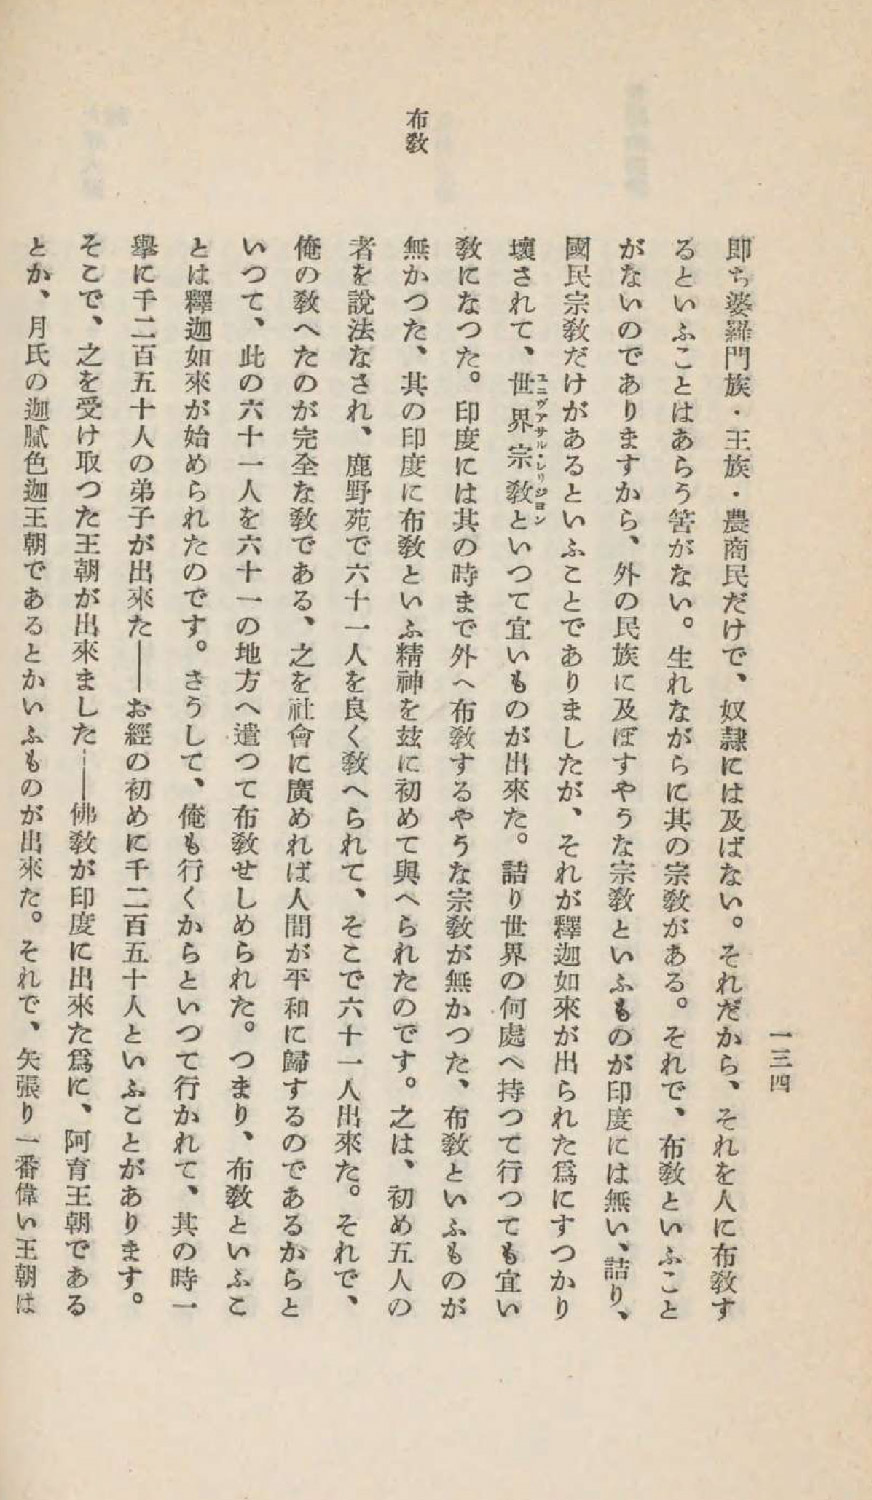 一三四
布敎
卽ち婆羅門族・王族・農商民だけで、奴隷には及ばない。それだから、それを人に布敎す
るといふことはあらう筈がない。生れながらに其の宗敎がある。それで、布敎といふこと
がないのでありますから、外の民族に及ぼすやうな宗敎といふものが印度には無い、詰り、
國民宗敎だけがあるといふことでありましたが、それが釋迦如來が出られた爲にすつかり
壞されて、世界宗敎といつて宜いものが出來た。詰り世界の何處へ持つて行つても宜い
ユニヴアサル・レリジヨン
敎になつた。印度には其の時まで外へ布敎するやうな宗敎が無かつた、布敎といふものが
無かつた、其の印度に布敎といふ精神を玆に初めて與へられたのです。之は、初め五人の
者を說法なされ、鹿野苑で六十一人を良く敎へられて、そこで六十一人出來た。それで、
俺の敎へたのが完全な敎である、之を社會に廣めれば人間が平和に歸するのであるからと
いつて、此の六十一人を六十一の地方へ遣つて布敎せしめられた。つまり、布敎といふこ
とは釋迦如來が始められたのです。さうして、俺も行くからといつて行かれて、其の時一
擧に千二百五十人の弟子が出來た――お經の初めに千二百五十人といふことがあります。
そこで、之を受け取つた王朝が出來ました――佛敎が印度に出來た爲に、阿育王朝である
とか、月氏の迦膩色迦王朝であるとかいふものが出來た。それで、矢張り一番偉い王朝は